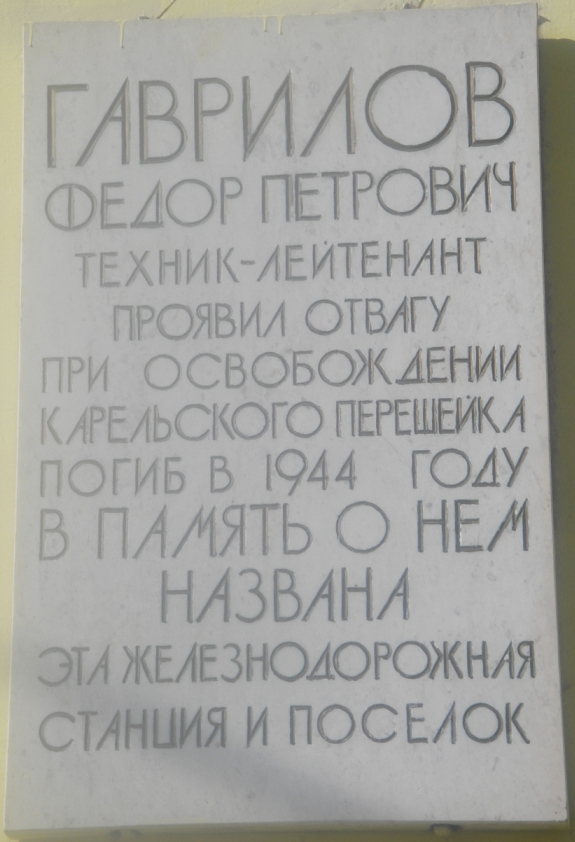 ГАВРИЛОВ
ФЕДОР ПЕТРОВИЧ
ТЕХНИК-ЛЕЙТЕНАНТ
ПРОЯВИЛ ОТВАГУ
ПРИ ОСВОБОЖДЕНИИ
КАРЕЛЬСКОГО ПЕРЕШЕЙКА
ПОГИБ В 1944 ГОДУ
В ПАМЯТЬ О НЕМ
НАЗВАНА
ЭТА ЖЕЛЕЗНОДОРОЖНАЯ
СТАНЦИЯ И ПОСЕЛОК